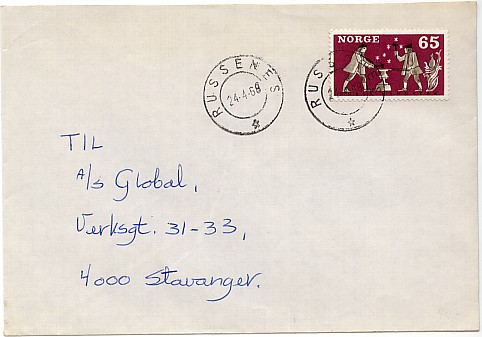 NORGE 65
RUSSENES
24-4-68
TIL
A/s Global,
Verksgt. 31-33,
4000 Stavanger.